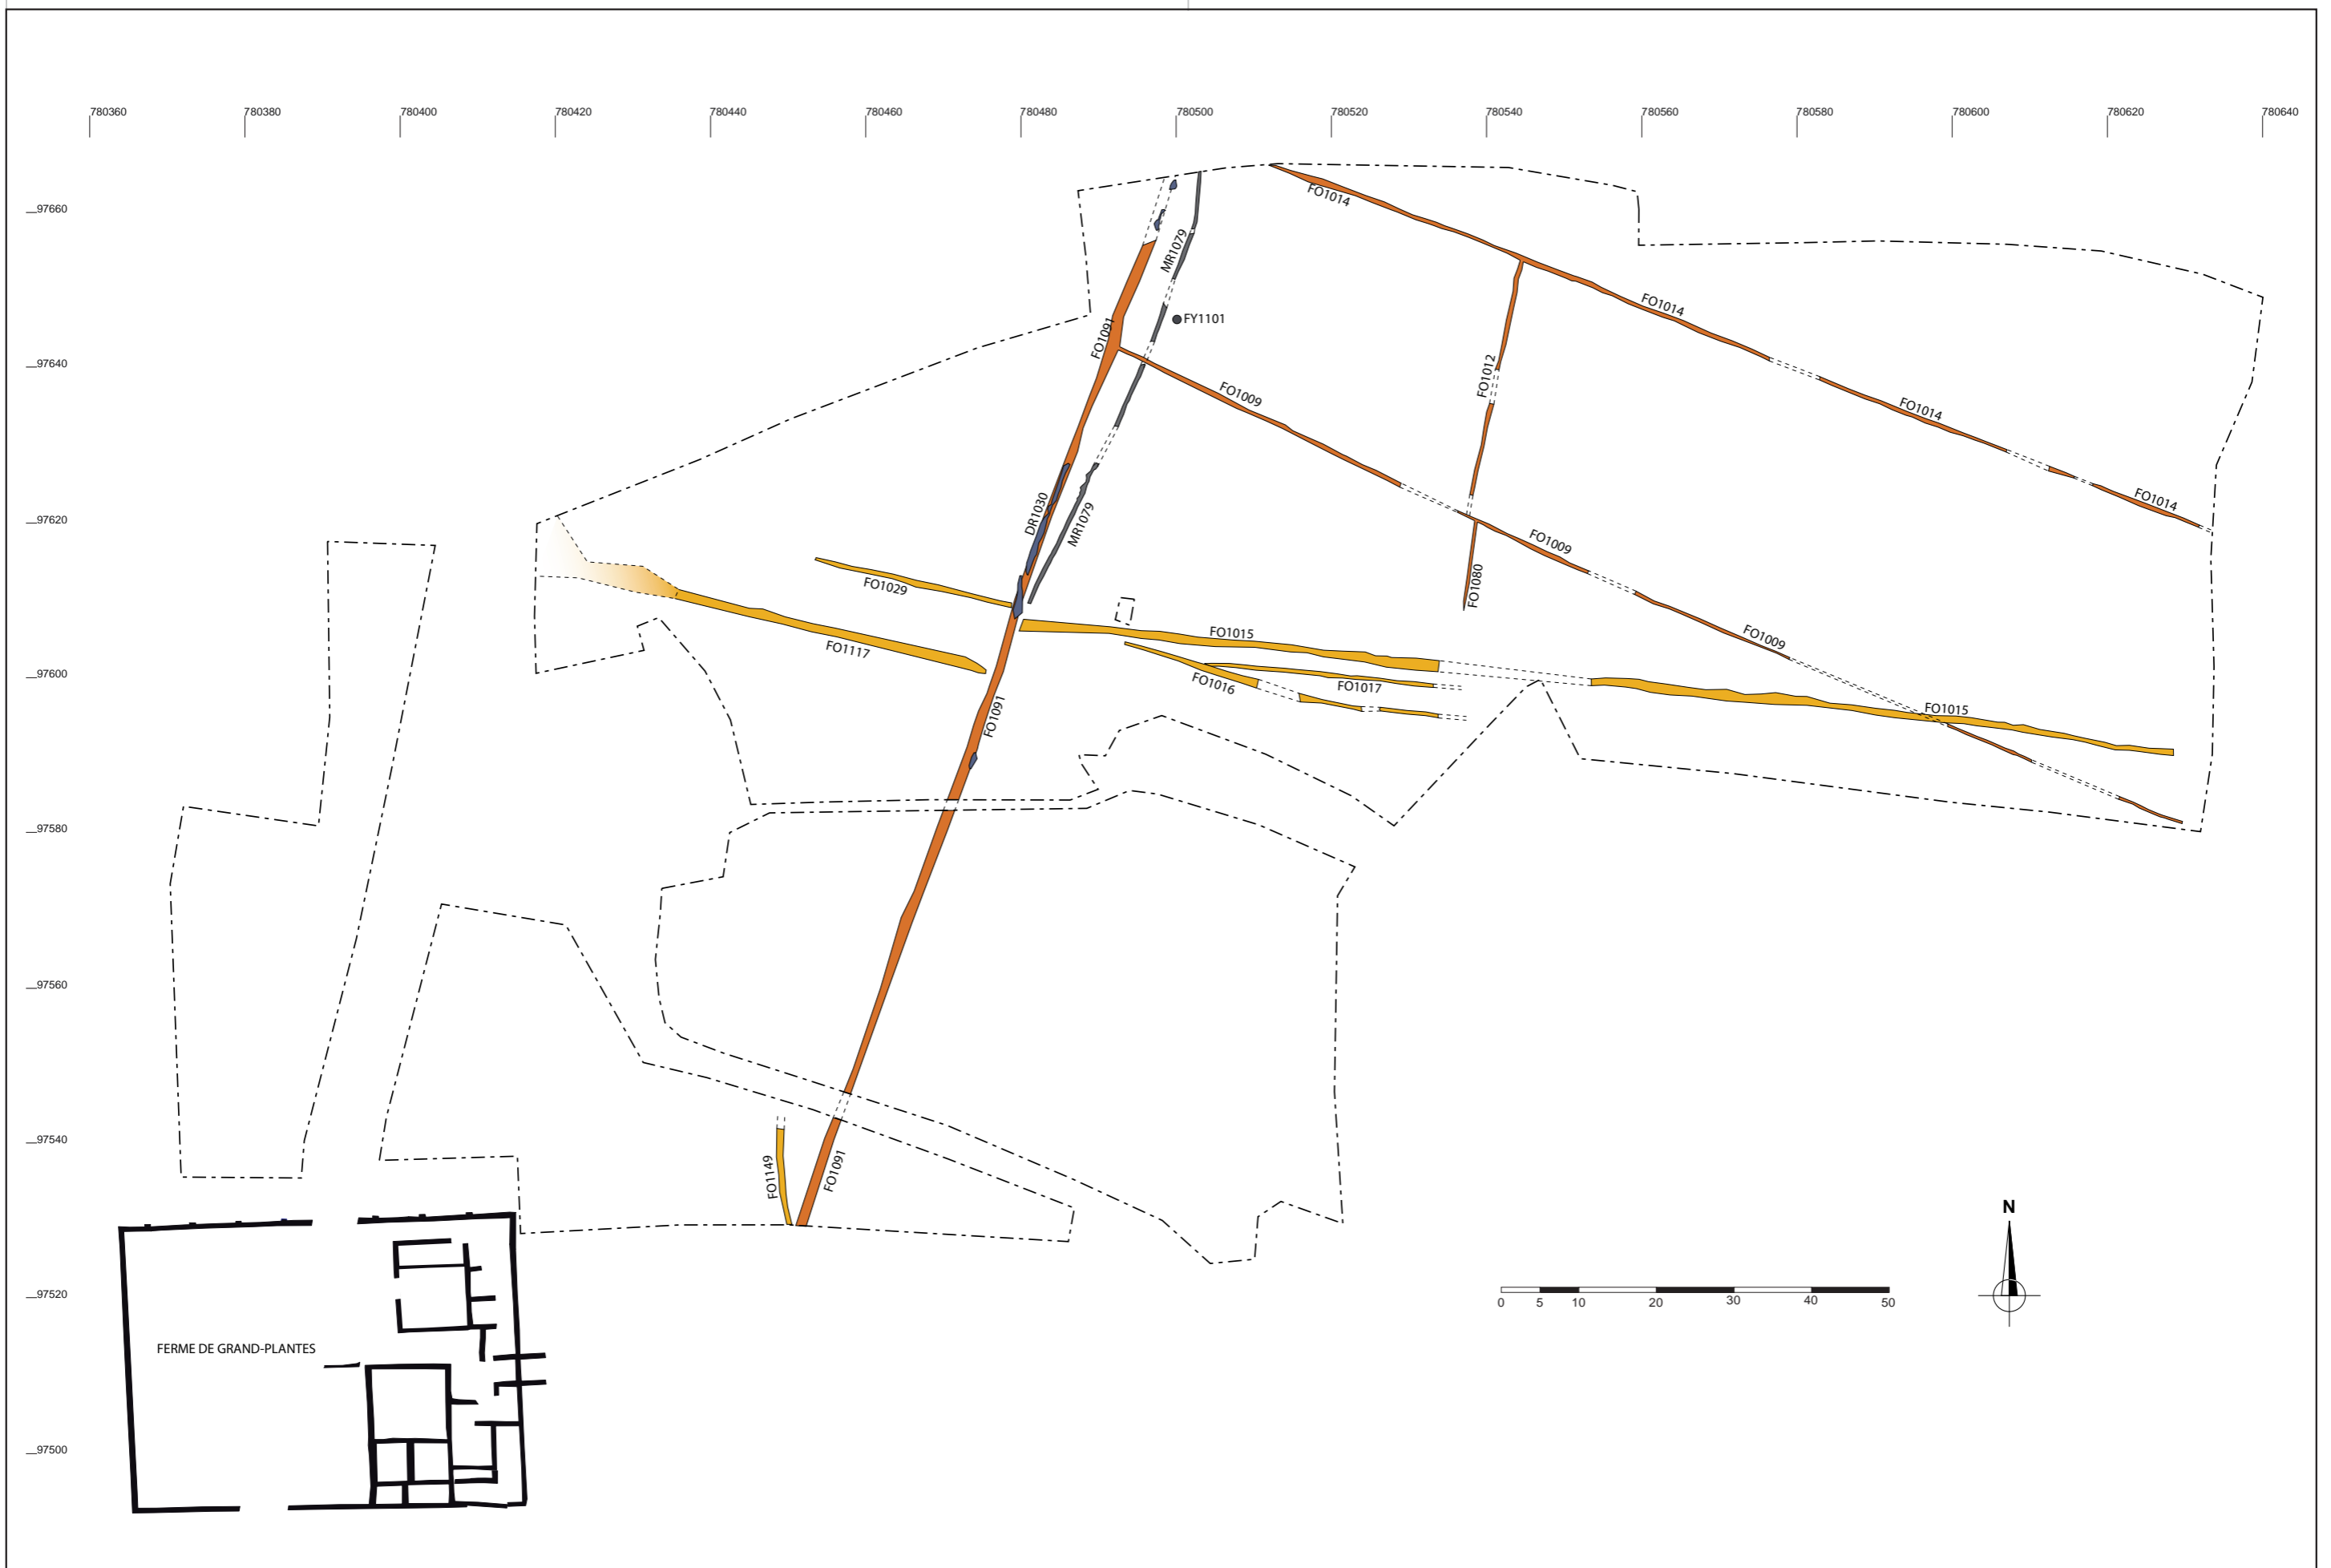 780360 780380 780400 780420 780440 780460 780480 780500 780520 780540 780560 780580 780600 780620 780640
97660
FO1014
MR1079
FO1014
FY1101
FO1091
97640
FO1012
FO1009
FO1014
FO1014
DR1030
97620
MR1079
FO1009
FO1029
FO1080
FO1015
FO1009
FO1117
97600
FO1016
FO1017
FO1015
FO1091
97580
97560
97540
FO1149
FO1091
N
97520
0 5 10 20 30 40 50
FERME DE GRAND-PLANTES
97500